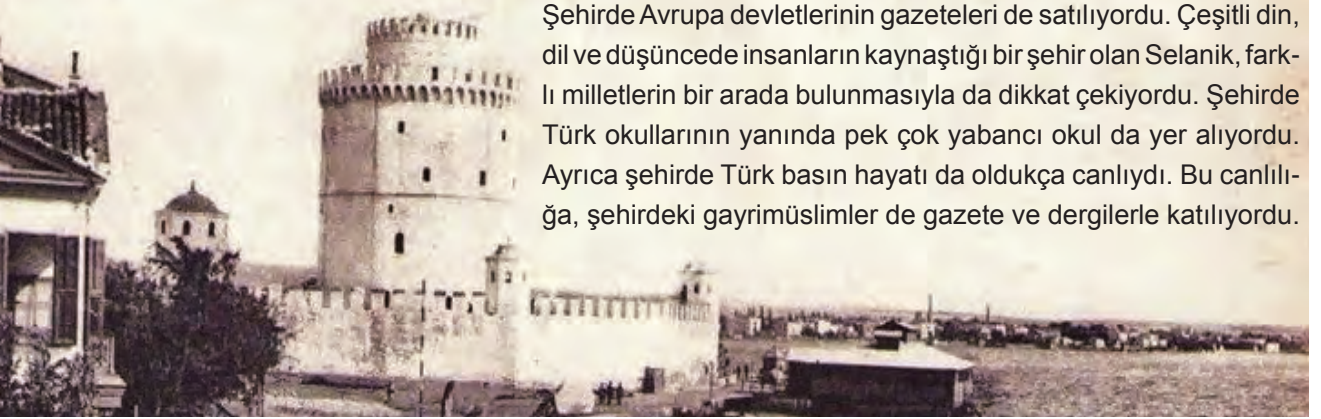 Şehirde Avrupa devletlerinin gazeteleri de satılıyordu. Çeşitli din,
dil ve düşüncede insanların kaynaştığı bir şehir olan Selanik, fark-
lı milletlerin bir arada bulunmasıyla da dikkat çekiyordu. Şehirde
Türk okullarının yanında pek çok yabancı okul da yer alıyordu.
Ayrıca şehirde Türk basın hayatı da oldukça canlıydı. Bu canlılı-
ğa, şehirdeki gayrimüslimler de gazete ve dergilerle katılıyordu.